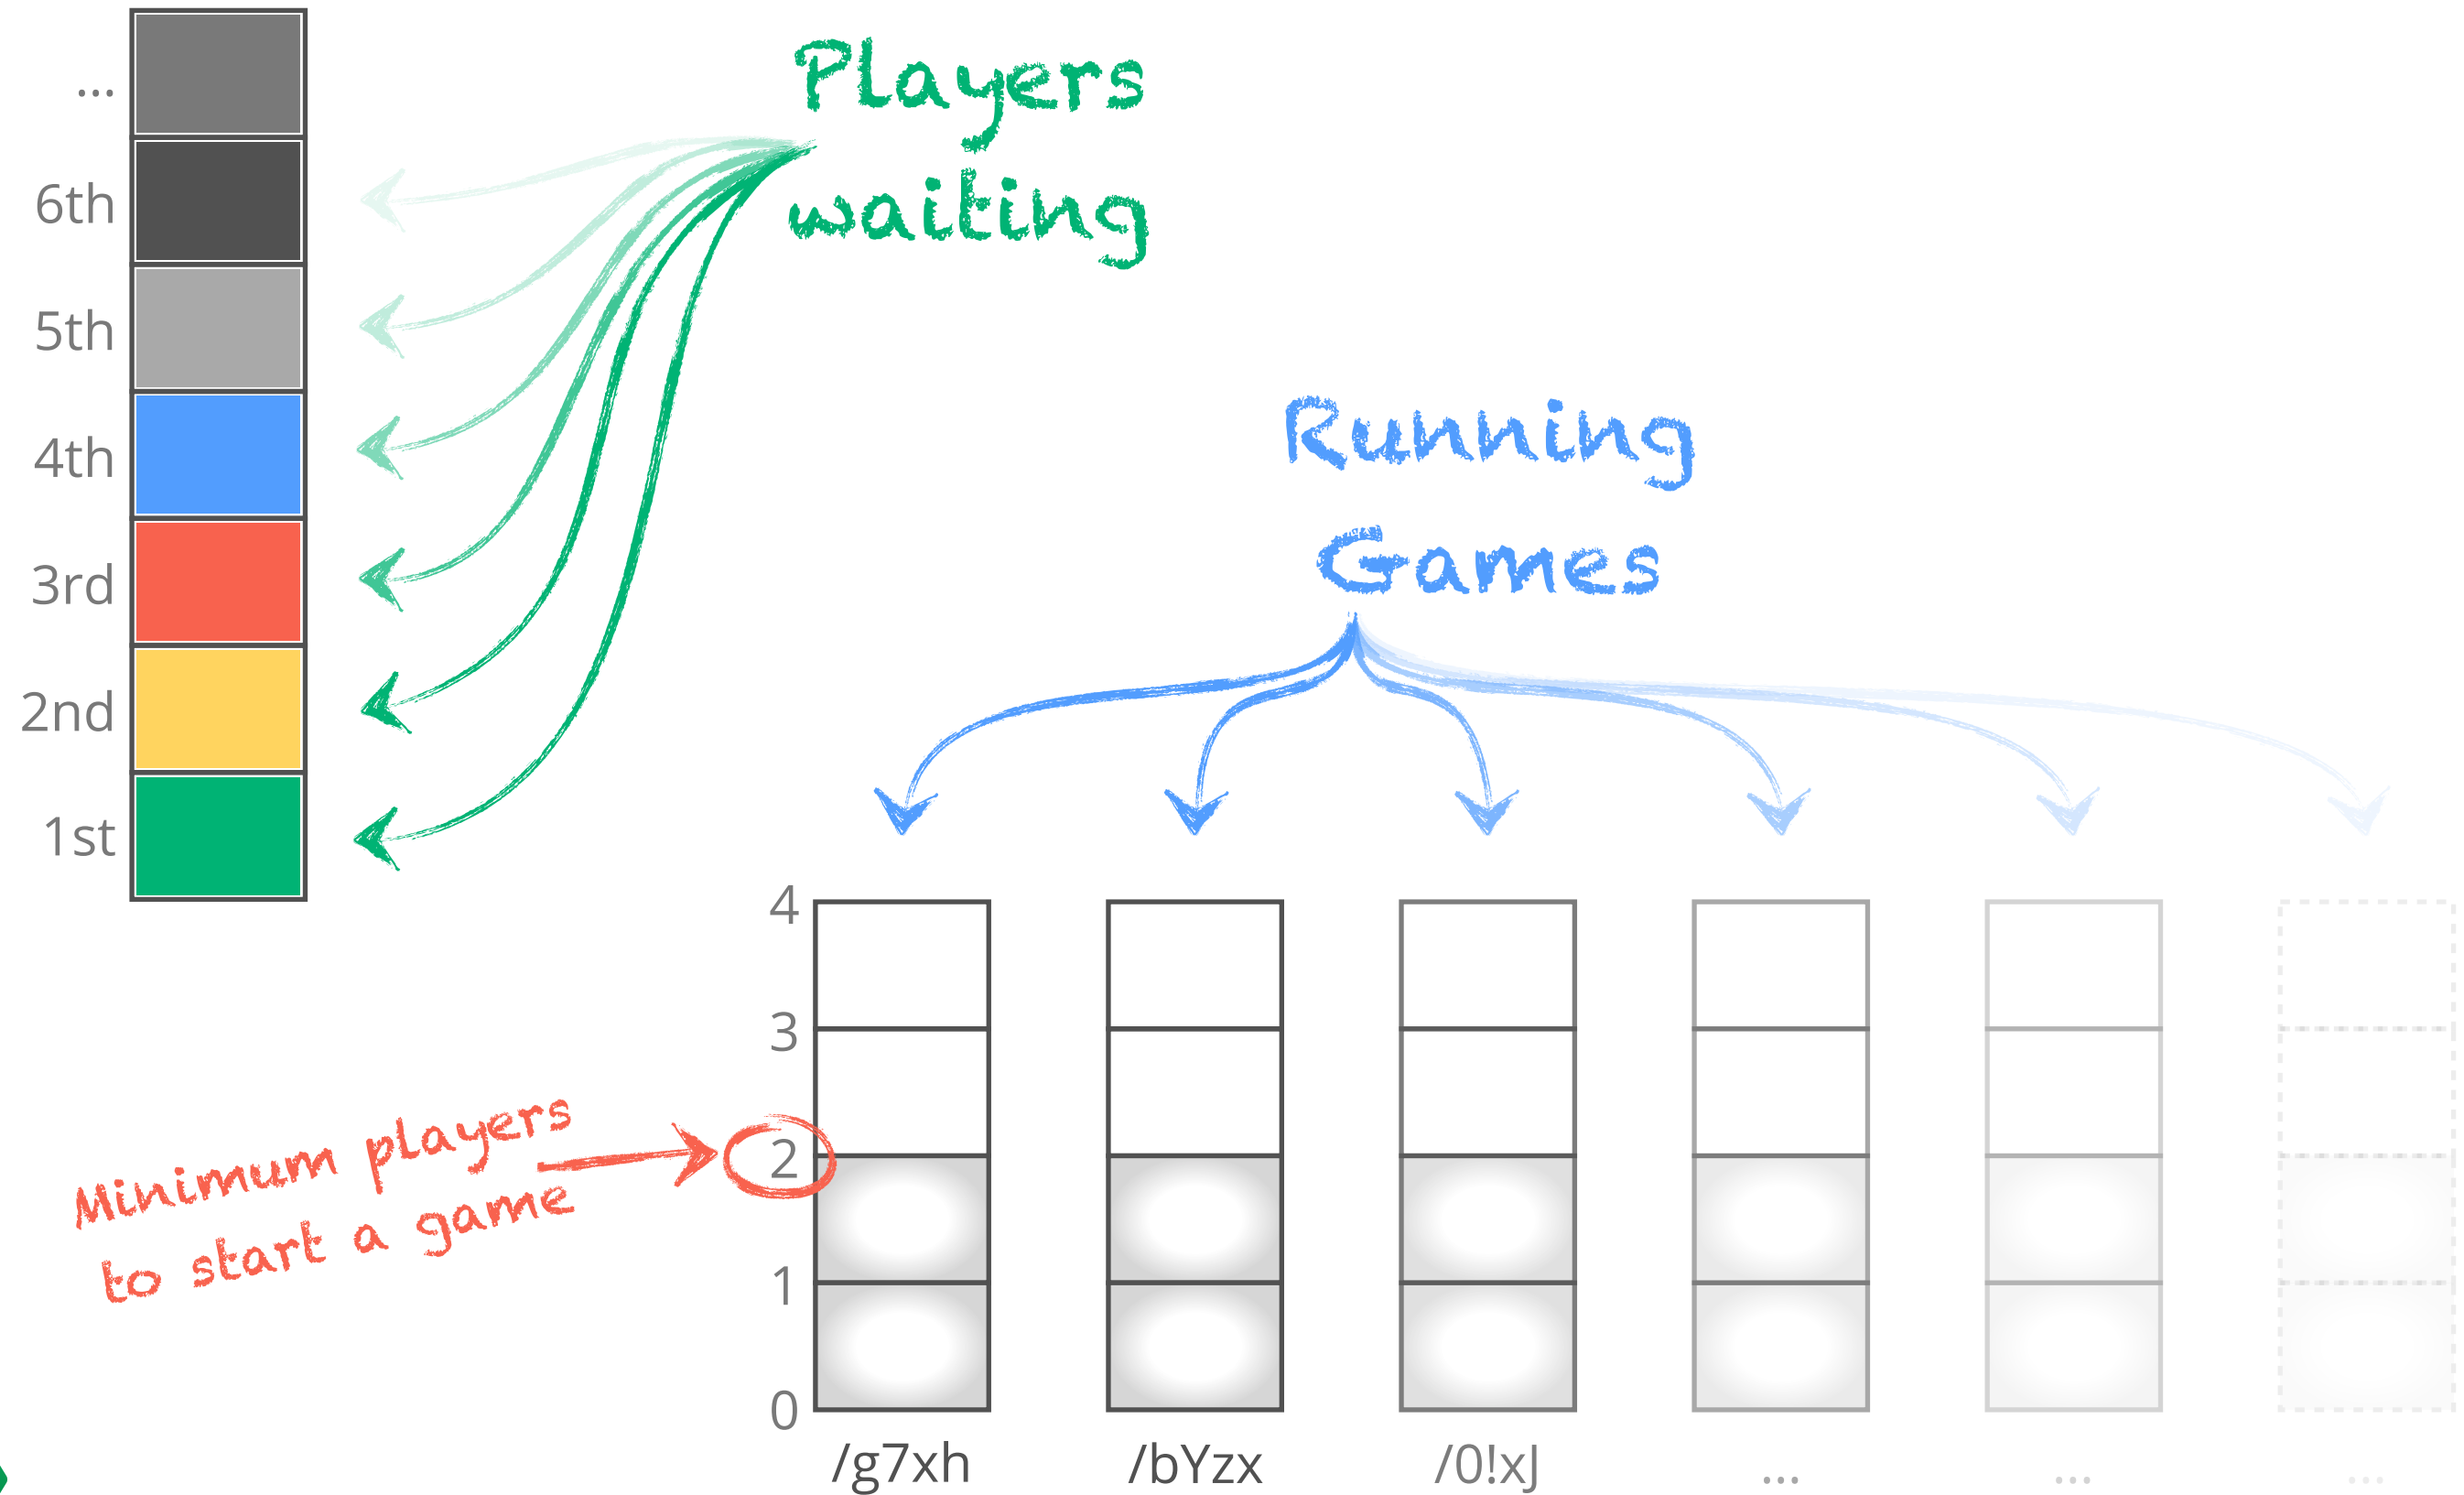 Players
waiting
...
6th
5th
4th
3rd
2nd
1st
Running
Games
Minimum players
to start a game
4
3
2
1
0
/g7xh /bYzx /0!xJ ... ... ...